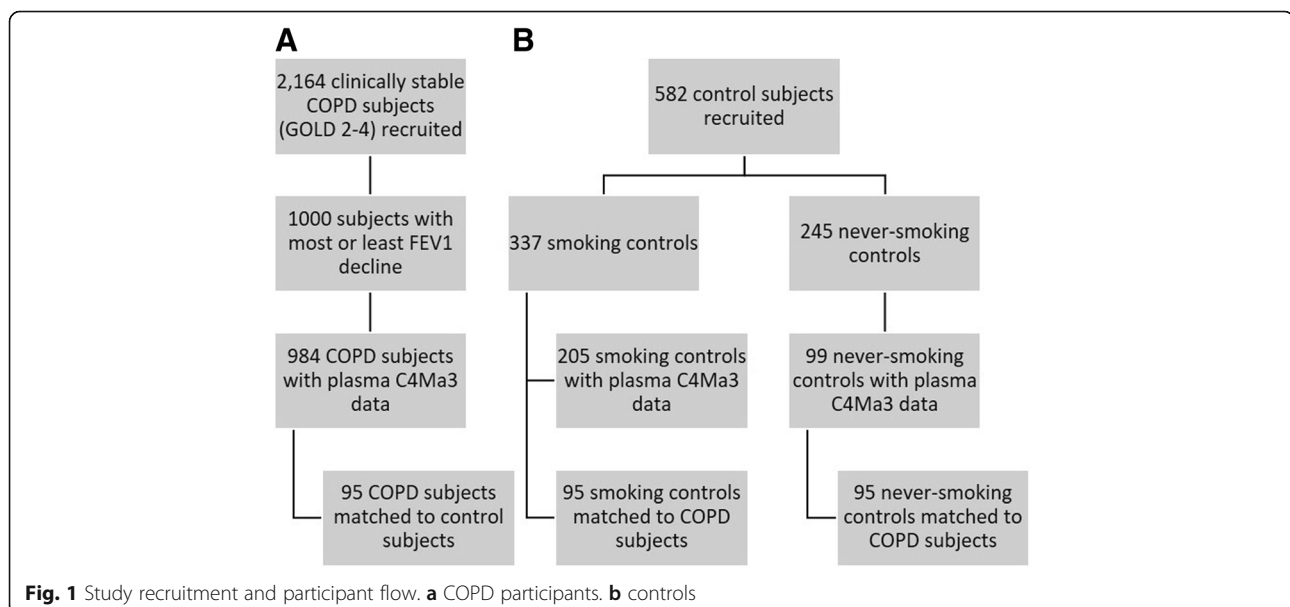 A
B
2,164 clinically stable
COPD subjects
(GOLD 2-4) recruited
1000 subjects with
most or least FEV1
decline
984 COPD subjects
with plasma C4Ma3
data
95 COPD subjects
matched to control
subjects
582 control subjects
recruited
337 smoking controls
245 never-smoking
controls
205 smoking controls
with plasma C4Ma3
data
99 never-smoking
controls with plasma
C4Ma3 data
95 smoking controls
matched to COPD
subjects
95 never-smoking
controls matched to
COPD subjects
Fig. 1 Study recruitment and participant flow. a COPD participants. b controls